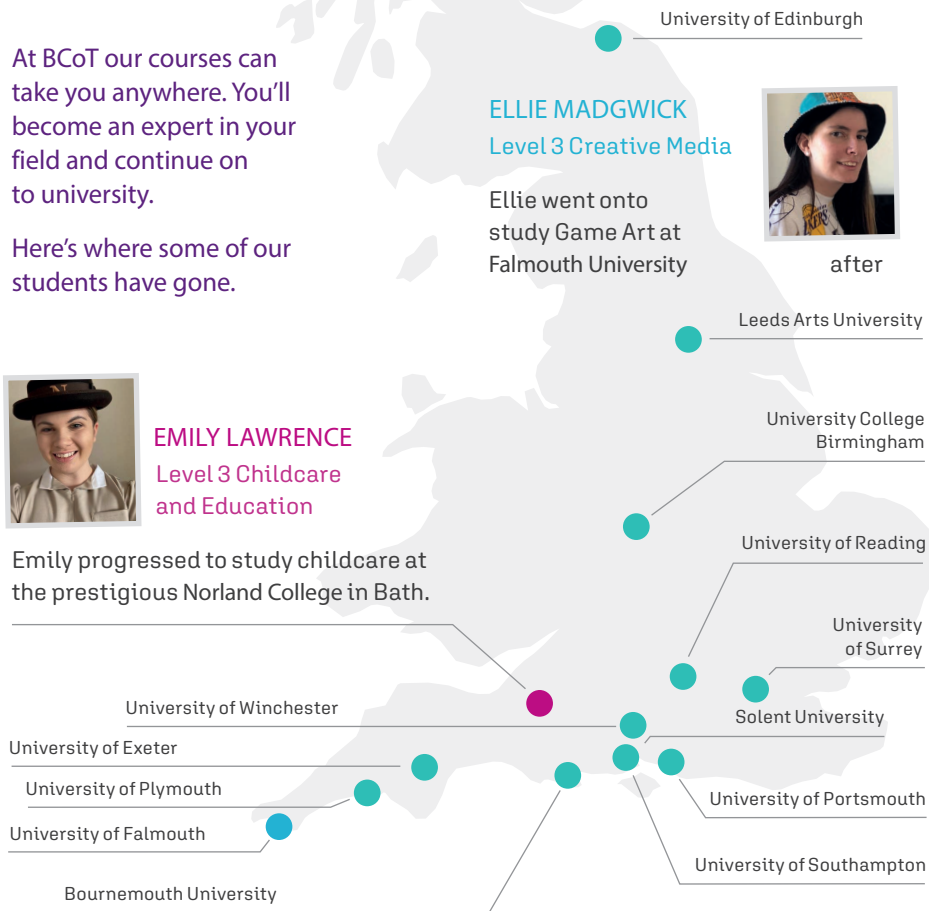 University of Edinburgh
At BCoT our courses can
take you anywhere. You'll
become an expert in your
field and continue on
to university.
Here's where some of our
students have gone.
ELLIE MADGWICK
Level 3 Creative Media
Ellie went onto
study Game Art at
Falmouth University
after
Leeds Arts University
University College
Birmingham
EMILY LAWRENCE
Level 3 Childcare
and Education
Emily progressed to study childcare at
the prestigious Norland College in Bath.
University of Reading
University
of Surrey
University of Winchester
Solent University
University of Exeter
University of Plymouth
University of Portsmouth
University of Falmouth
University of Southampton
Bournemouth University